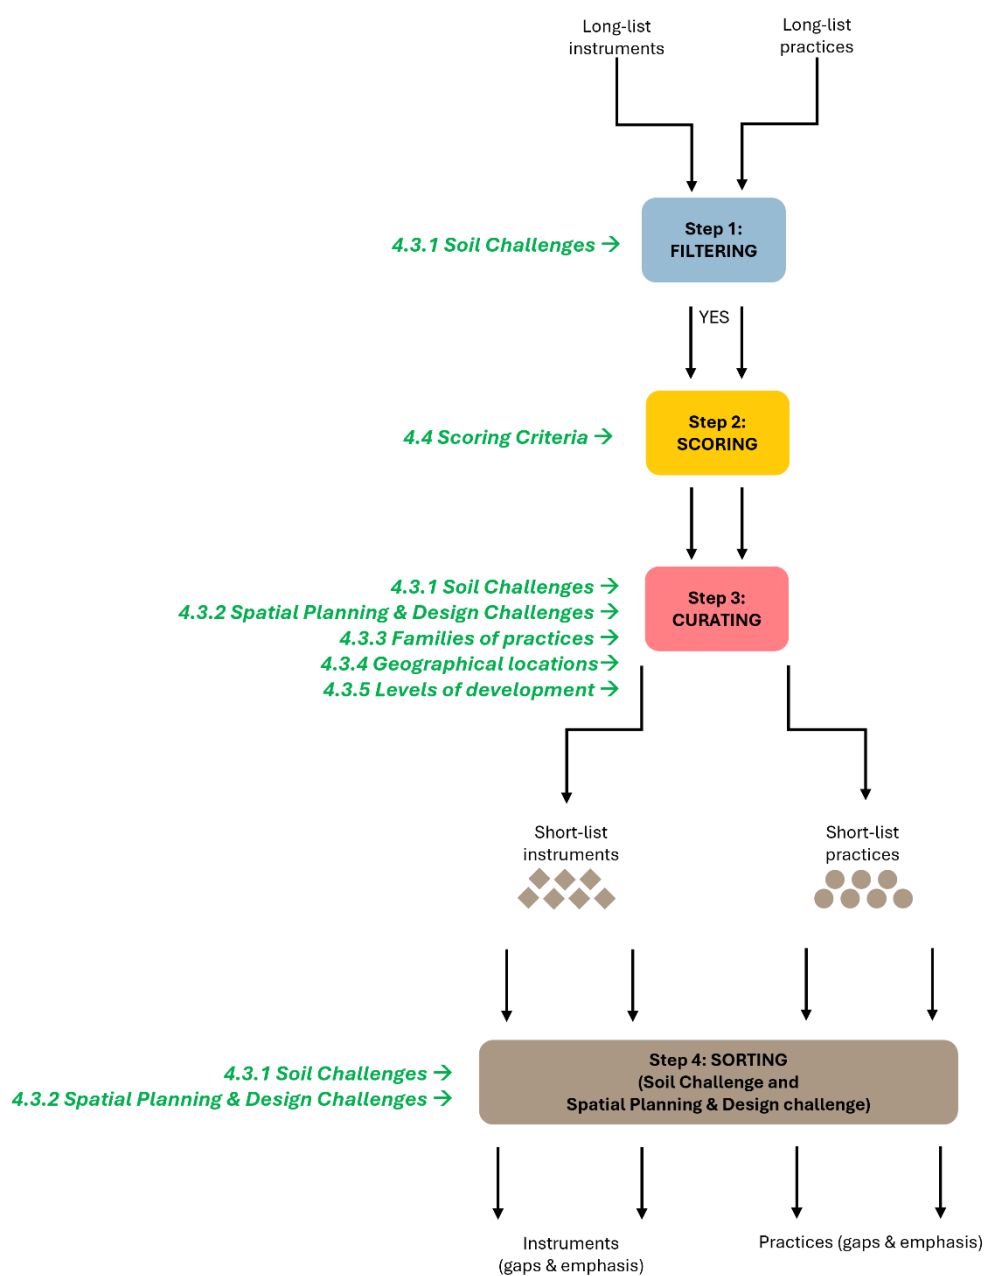 Long-list
instruments
Long-list
practices
4.3.1 Soil Challenges →
Step 1:
FILTERING
YES
4.4 Scoring Criteria →
Step 2:
SCORING
4.3.1 Soil Challenges →
4.3.2 Spatial Planning & Design Challenges →
4.3.3 Families of practices →
4.3.4 Geographical locations→
4.3.5 Levels of development →
Step 3:
CURATING
Short-list
instruments
Short-list
practices
4.3.1 Soil Challenges →
4.3.2 Spatial Planning & Design Challenges →
Step 4: SORTING
(Soil Challenge and
Spatial Planning & Design challenge)
Instruments
(gaps & emphasis)
Practices (gaps & emphasis)